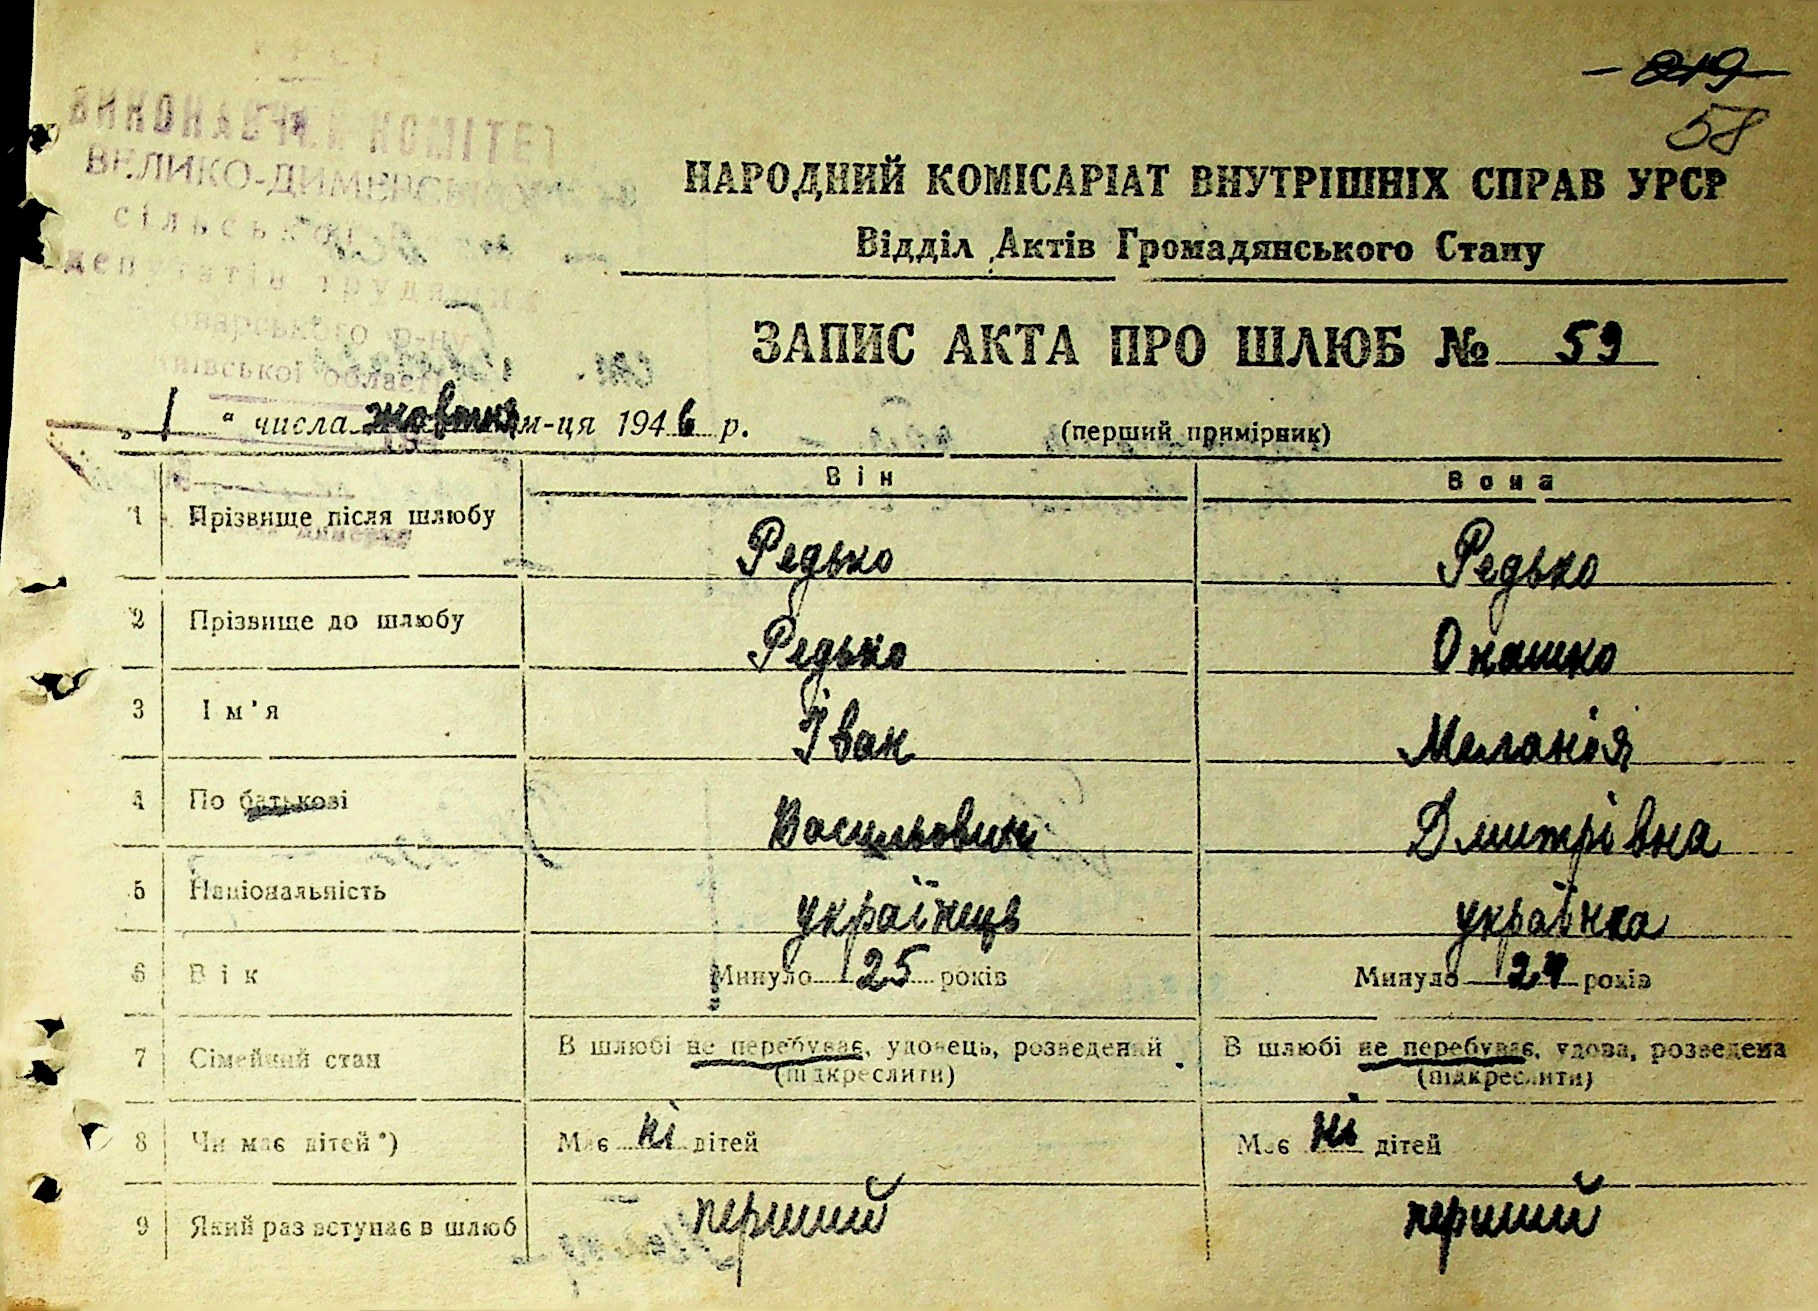 - 219 -
58
ВИКОНАВЧИЙ КОМІТЕТ
ВЕЛИКО-ДИМЕРСЬКОЇ
сільської
депутатів трудящих
НАРОДНИЙ КОМІСАРІАТ ВНУТРІШНІХ СПРАВ УРСР
Відділ Актів Громадянського Стану
ЗАПИС АКТА ПРО ШЛЮБ № 59
р-ну
області
„ 1 “ числа жовтня м-ця 1946 р.
(перший примірник)
Він Вона
1 Прізвище після шлюбу Редько Редько
2 Прізвище до шлюбу Редько Онашко
3 Ім'я Іван Меланія
4 По батькові Васильович Дмитрівна
5 Національність українець українка
6 Вік Минуло 25 років Минуло 24 років
7 Сімейний стан В шлюбі не перебуває, удовець, розведений В шлюбі не перебуває, удова, розведена
(підкреслити) (підкреслити)
8 Чи має дітей*) Має ні дітей Має ні дітей
9 Який раз вступає в шлюб перший перший